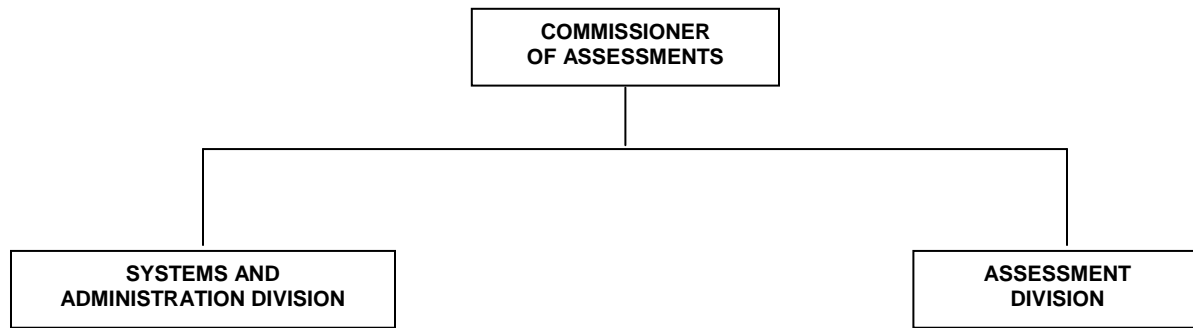 COMMISSIONER
OF ASSESSMENTS
SYSTEMS AND
ADMINISTRATION DIVISION
ASSESSMENT
DIVISION